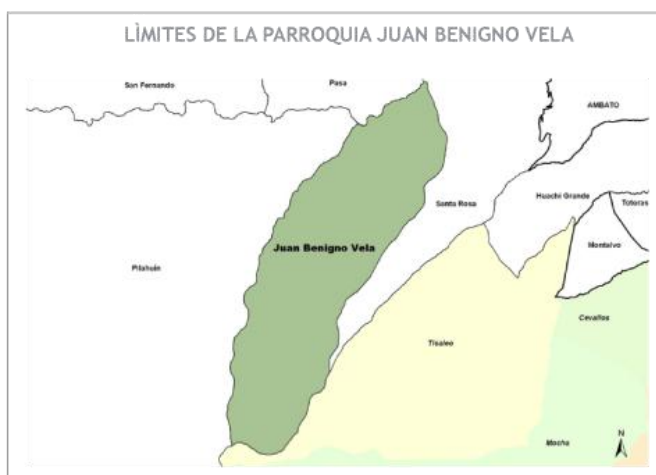 LÌMITES DE LA PARROQUIA JUAN BENIGNO VELA
San Fernando
Pasa
AMBATO
Huachi Grande
Totoras
Santa Rosa
Montalvo
Juan Benigno Vela
Pilahuin
Cevallos
Tisaleo
N
Mocha